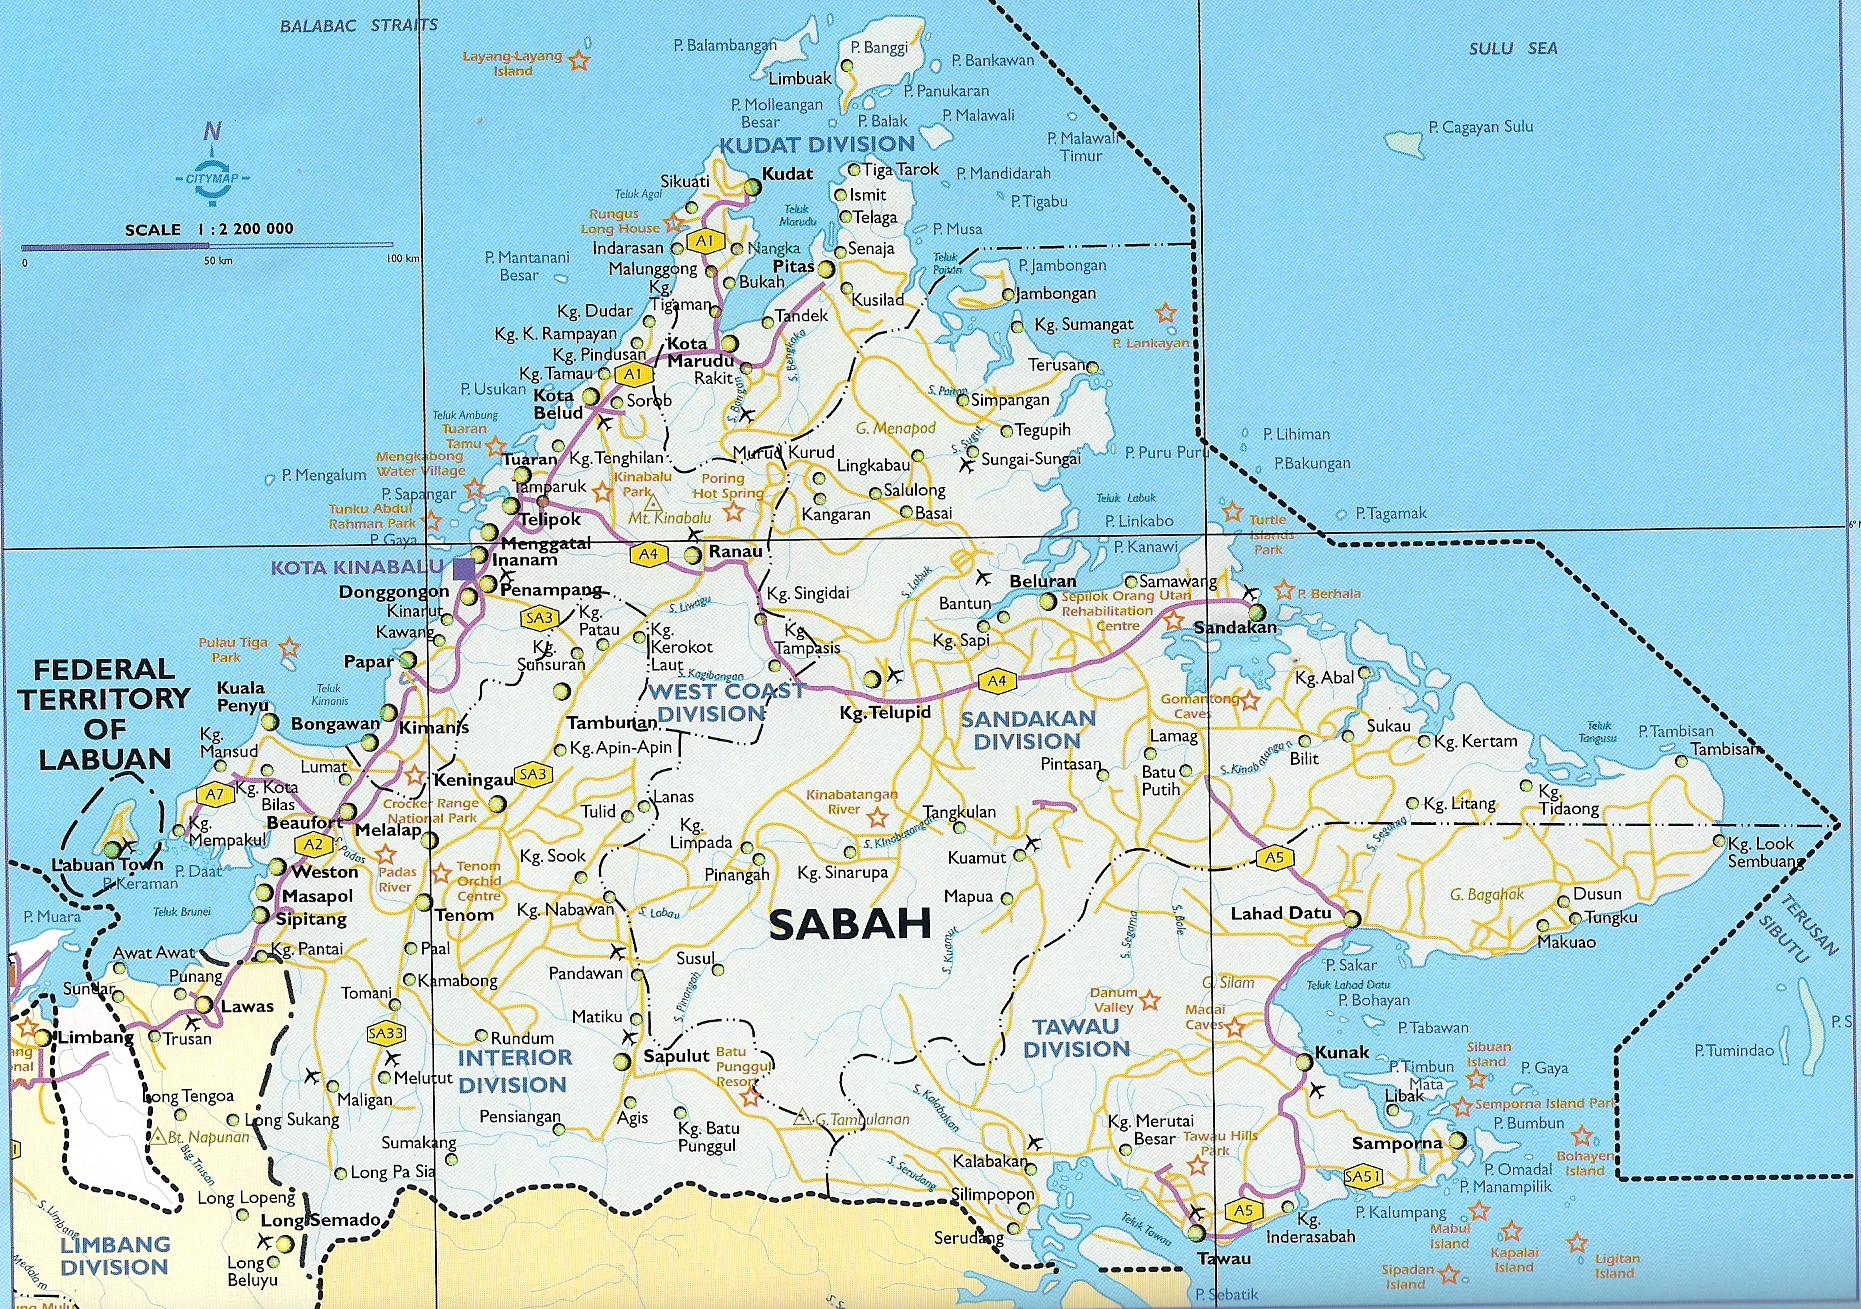 BALABAC STRAITS
SULU SEA
Layang-Layang
Island
P. Balambangan
P. Banggi
Limbuak
P. Bankawan
P. Panukaran
P. Molleangan
Besar
P. Balak
P. Malawali
P. Malawali
Timur
P. Cagayan Sulu
N
CITYMAP
SCALE 1 : 2 200 000
0
50 km
100 km
KUDAT DIVISION
Sikuati
Kudat
Tiga Tarok
P. Mandidarah
Teluk Agal
Ismit
P. Tigabu
Rungus
Long House
Teluk
Marudu
Telaga
Indarasan
A1
Nangka
Senaja
P. Musa
P. Mantanani
Besar
Malunggong
Pitas
Teluk
Paitan
P. Jambongan
Bukah
Kg.
Tigaman
Kusilad
Jambongan
Kg. Dudar
Tandek
Kg. Sumangat
P. Lankayan
Kg. K. Rampayan
Kota
Marudu
S. Bengkoka
Kg. Pindusan
Rakit
Terusan
Kg. Tamau
A1
P. Usukan
Kota
Belud
Sorob
S. Paitan
Simpangan
Teluk Ambung
Tuaran
Tamu
G. Menapod
Tegupih
P. Lihiman
Mengkabong
Water Village
Tuaran
Kg. Tenghilan
Murud Kurud
Lingkabau
S. Sugut
Sungai-Sungai
P. Puru Puru
P.Bakungan
P. Mengalum
P. Sapangar
Tamparuk
Kinabalu
Park
Poring
Hot Spring
Salulong
Teluk Labuk
Tunku Abdul
Rahman Park
Telipok
Mt. Kinabalu
Kangaran
Basai
P. Linkabo
Turtle
Islands
Park
P. Tagamak
P. Gaya
Menggatal
P. Kanawi
KOTA KINABALU
Inanam
A4
Ranau
Donggongon
Penampang
S. Labuk
Beluran
Samawang
Kinarut
SA3
Kg.
Patau
S. Liwagu
Kg. Singidai
Bantun
Sepilok Orang Utan
Rehabilitation
Centre
P. Berhala
Kawang
Kg. Sapi
Sandakan
Pulau Tiga
Park
Papar
Kg.
Sunsuran
Kg.
Kerokot
Laut
Kg.
Tampasis
S. Kagibangan
A4
Kg. Abal
FEDERAL
TERRITORY
OF
LABUAN
Kuala
Penyu
Teluk
Kimanis
WEST COAST
DIVISION
Kg. Telupid
Gomantong
Caves
Bongawan
Kimanis
Tambunan
SANDAKAN
DIVISION
Lamag
Sukau
Kg. Kertam
Teluk
Tangusu
P. Tambisan
Tambisan
Kg.
Mansud
Kg. Apin-Apin
Pintasan
Batu
Putih
S. Kinabatangan
Bilit
Lumat
Keningau
SA3
Kg.
Tidaong
A7
Kg. Kota
Bilas
Crocker Range
National Park
Tulid
Lanas
Kinabatangan
River
Tangkulan
Kg. Litang
Kg.
Mempakul
Beaufort
Melalap
Kg.
Limpada
S. Kinabatangan
S. Segama
Labuan Town
A2
S. Padas
Kg. Sook
Kuamut
A5
Kg. Look
Sembuang
P. Keraman
P. Daat
Weston
Padas
River
Tenom
Orchid
Centre
Pinangah
Kg. Sinarupa
Masapol
Mapua
G. Bagahak
Dusun
P. Muara
Teluk Brunei
Sipitang
Tenom
Kg. Nabawan
S. Labau
SABAH
S. Segama
S. Bole
Lahad Datu
Tungku
TERUSAN
SIBUTU
Awat Awat
Kg. Pantai
Paal
S. Kuamut
Makuao
Punang
Pandawan
Susul
P. Sakar
Sundar
Kamabong
G. Silam
Teluk Lahad Datu
Lawas
Tomani
S. Pinangah
Danum
Valley
P. Bohayan
Limbang
Trusan
SA33
Rundum
Matiku
TAWAU
DIVISION
Madai
Caves
P. Tabawan
INTERIOR
DIVISION
Sapulut
Batu
Punggul
Resort
Kunak
Sibuan
Island
P. Tumindao
P. Timbun
Mata
P. Gaya
Melutut
Long Tengoa
Maligan
S. Kalabakan
Libak
Semporna Island Park
Long Sukang
Pensiangan
Agis
G. Tambulanan
Kg. Merutai
Besar
P. Bumbun
Bt. Napunan
Kg. Batu
Punggul
Tawau Hills
Park
Samporna
Bohayen
Island
Btg. Trusan
Sumakang
Kalabakan
P. Omadal
Long Pa Sia
S. Serudang
SA51
P. Manampilik
Long Lopeng
Silimpopon
A5
Kg.
Inderasabah
P. Kalumpang
Long Semado
Serudang
Teluk Tawau
Mabul
Island
Kapalai
Island
Ligitan
Island
S. Limbang
LIMBANG
DIVISION
Long
Beluyu
Tawau
Sipadan
Island
P. Sebatik